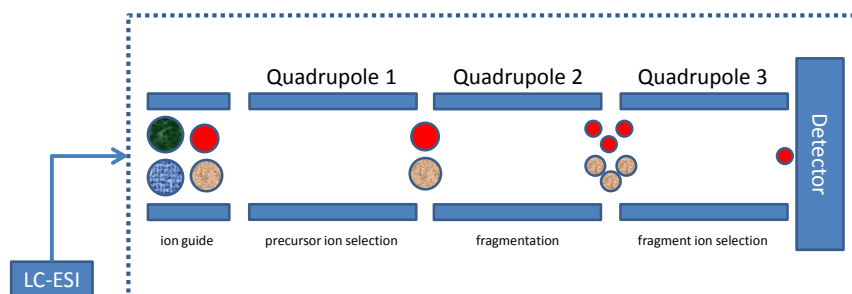 Quadrupole 1
Quadrupole 2
Quadrupole 3
Detector
ion guide
precursor ion selection
fragmentation
fragment ion selection
LC-ESI